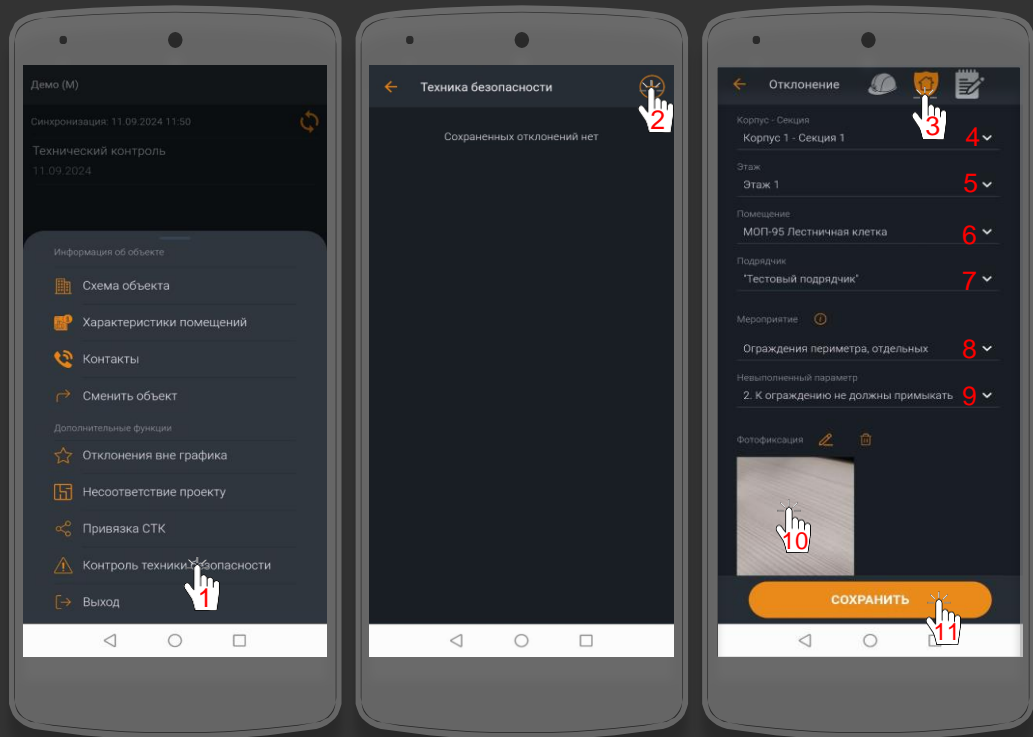 Демо (М)
Синхронизация: 11.09.2024 11:50
Технический контроль
11.09.2024
Информация об объекте
Схема объекта
Характеристики помещений
Контакты
Сменить объект
Дополнительные функции
Отклонения вне графика
Несоответствие проекту
Привязка СТК
Контроль техники безопасности
1
Выход
Техника безопасности
2
Сохраненных отклонений нет
Отклонение
3
Корпус - Секция
Корпус 1 - Секция 1 4
Этаж
Этаж 1 5
Помещение
МОП-95 Лестничная клетка 6
Подрядчик
"Тестовый подрядчик" 7
Мероприятие
Ограждения периметра, отдельных 8
Невыполненный параметр
2. К ограждению не должны примыкать 9
Фотофиксация
10
СОХРАНИТЬ
11